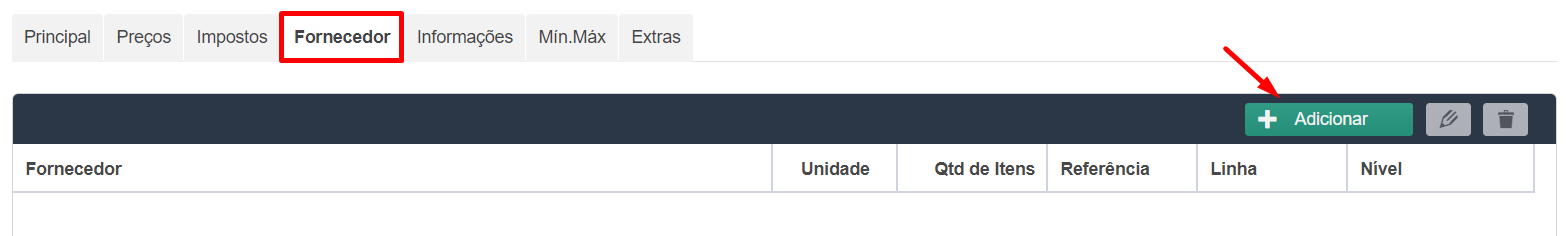 Principal Preços Impostos Fornecedor Informações Mín.Máx Extras
Adicionar
Fornecedor Unidade Qtd de Itens Referência Linha Nível